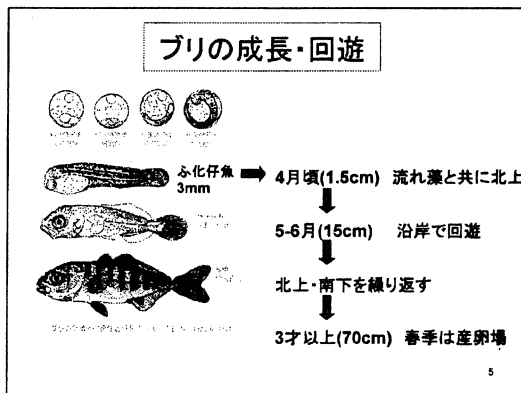 ブリの成長・回遊
ふ化仔魚
3mm
4月頃(1.5cm) 流れ藻と共に北上
5-6月(15cm) 沿岸で回遊
北上・南下を繰り返す
3才以上(70cm) 春季は産卵場
5